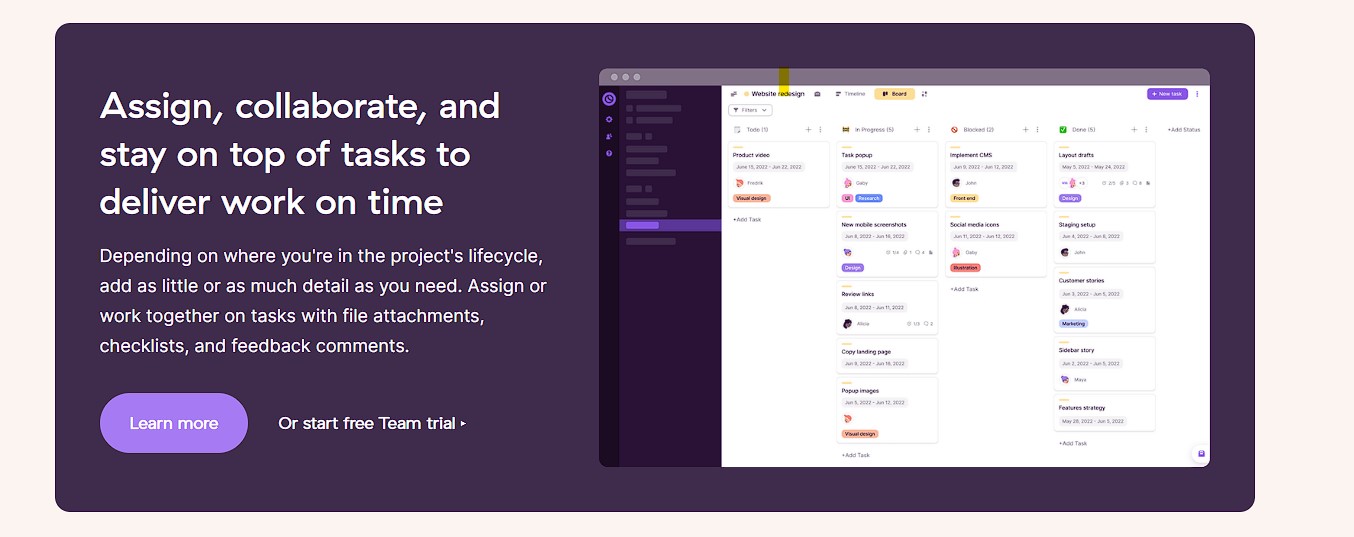 Assign, collaborate, and
stay on top of tasks to
deliver work on time
Depending on where you're in the project's lifecycle,
add as little or as much detail as you need. Assign or
work together on tasks with file attachments,
checklists, and feedback comments.
Learn more
Or start free Team trial
Website redesign
Timeline
Board
+ New task
Filters
Todo (1)
Product video
June 15, 2022 - Jun 22, 2022
Fredrik
Visual design
+Add Task
In Progress (5)
Task popup
June 15, 2022 - Jun 22, 2022
Gaby
UI Research
New mobile screenshots
Jun 8, 2022 - Jun 16, 2022
1/4 1 4
Design
Review links
Jun 8, 2022 - Jun 11, 2022
Alicia 1/3 2
Copy landing page
Jun 9, 2022 - Jun 16, 2022
Popup images
Jun 5, 2022 - Jun 12, 2022
Visual design
+Add Task
Blocked (2)
Implement CMS
Jun 9, 2022 - Jun 12, 2022
John
Front end
Social media icons
Jun 11, 2022 - Jun 13, 2022
Gaby
Illustration
+Add Task
Done (5)
Layout drafts
May 5, 2022 - May 24, 2022
+3 2/5 3 8
Design
Staging setup
Jun 4, 2022 - Jun 8, 2022
John
Customer stories
Jun 3, 2022 - Jun 5, 2022
Alicia
Marketing
Sidebar story
Jun 2, 2022 - Jun 5, 2022
Maya
Features strategy
May 28, 2022 - Jun 3, 2022
+Add Task
+Add Status